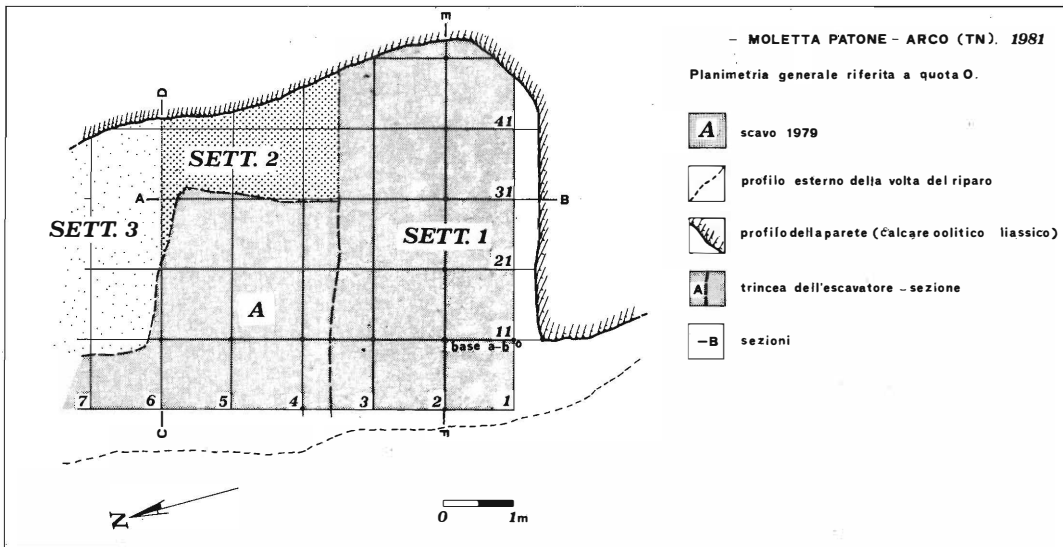 – MOLETTA PATONE – ARCO (TN). 1981
Planimetria generale riferita a quota O.
A scavo 1979
profilo esterno della volta del riparo
profilo della parete (calcare oolitico liassico)
A trincea dell'escavatore – sezione
–B sezioni
E
D
41
SETT. 2
A
31
B
SETT. 3
SETT. 1
21
A
11
base a-b
7
6
5
4
3
2
1
C
F
N
0
1m